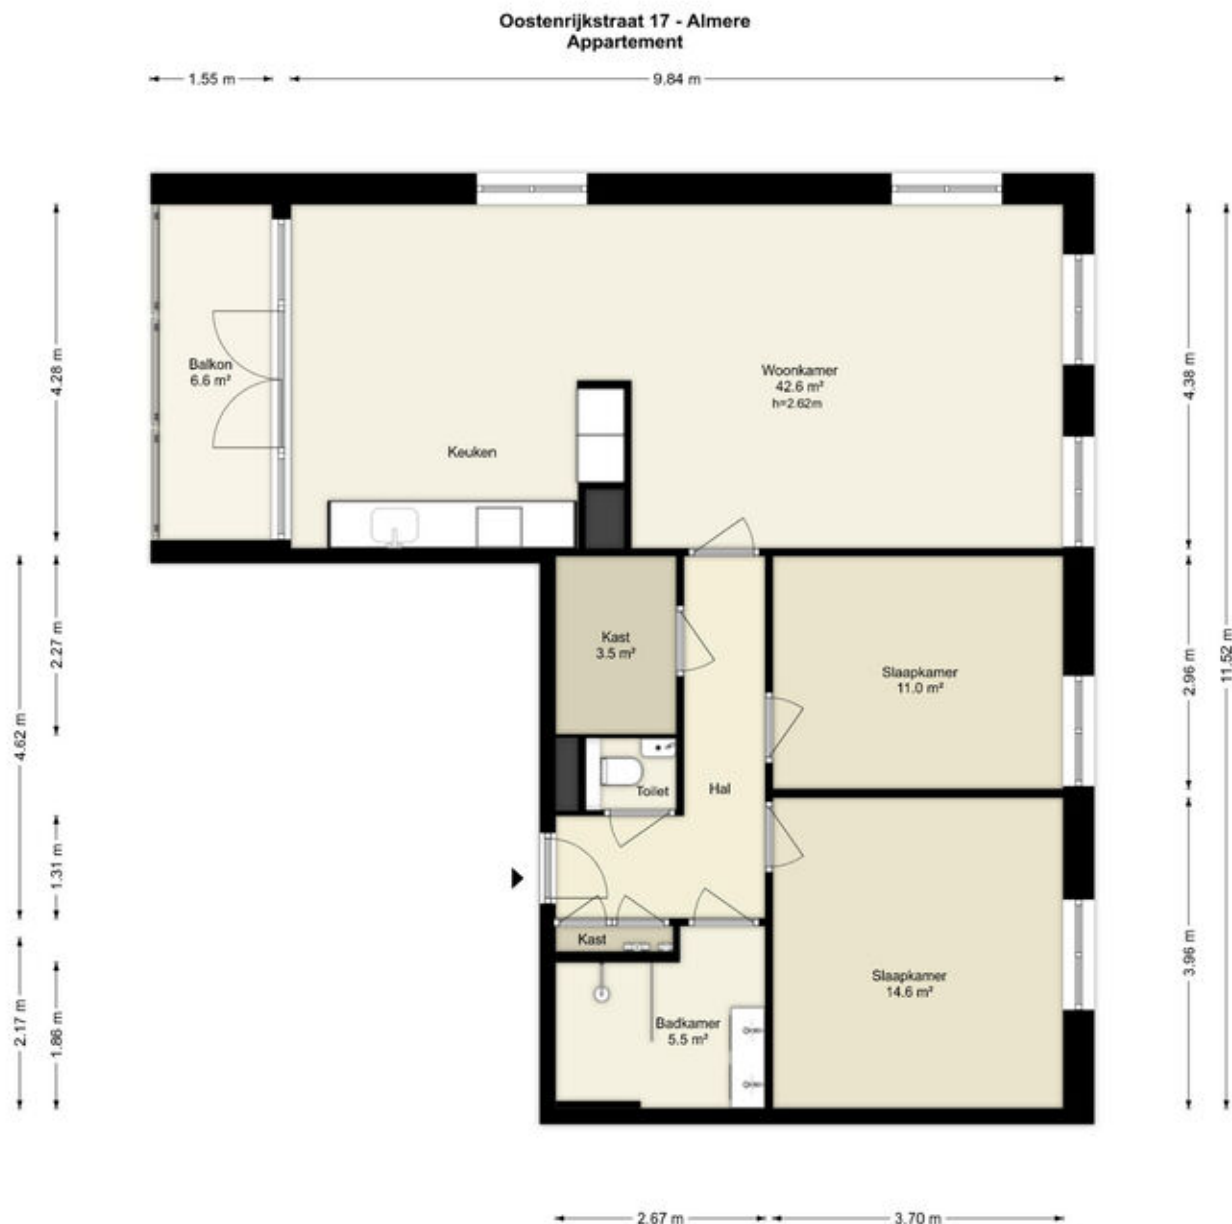 Oostenrijkstraat 17 - Almere
Appartement
1.55 m
9.84 m
4.28 m
4.38 m
Balkon
6.6 m²
Woonkamer
42.6 m²
h=2.62m
Keuken
Kast
3.5 m²
2.27 m
4.62 m
Slaapkamer
11.0 m²
2.96 m
11.52 m
Toilet
Hal
1.31 m
Kast
Slaapkamer
14.6 m²
3.96 m
Badkamer
5.5 m²
2.17 m
1.86 m
2.67 m
3.70 m